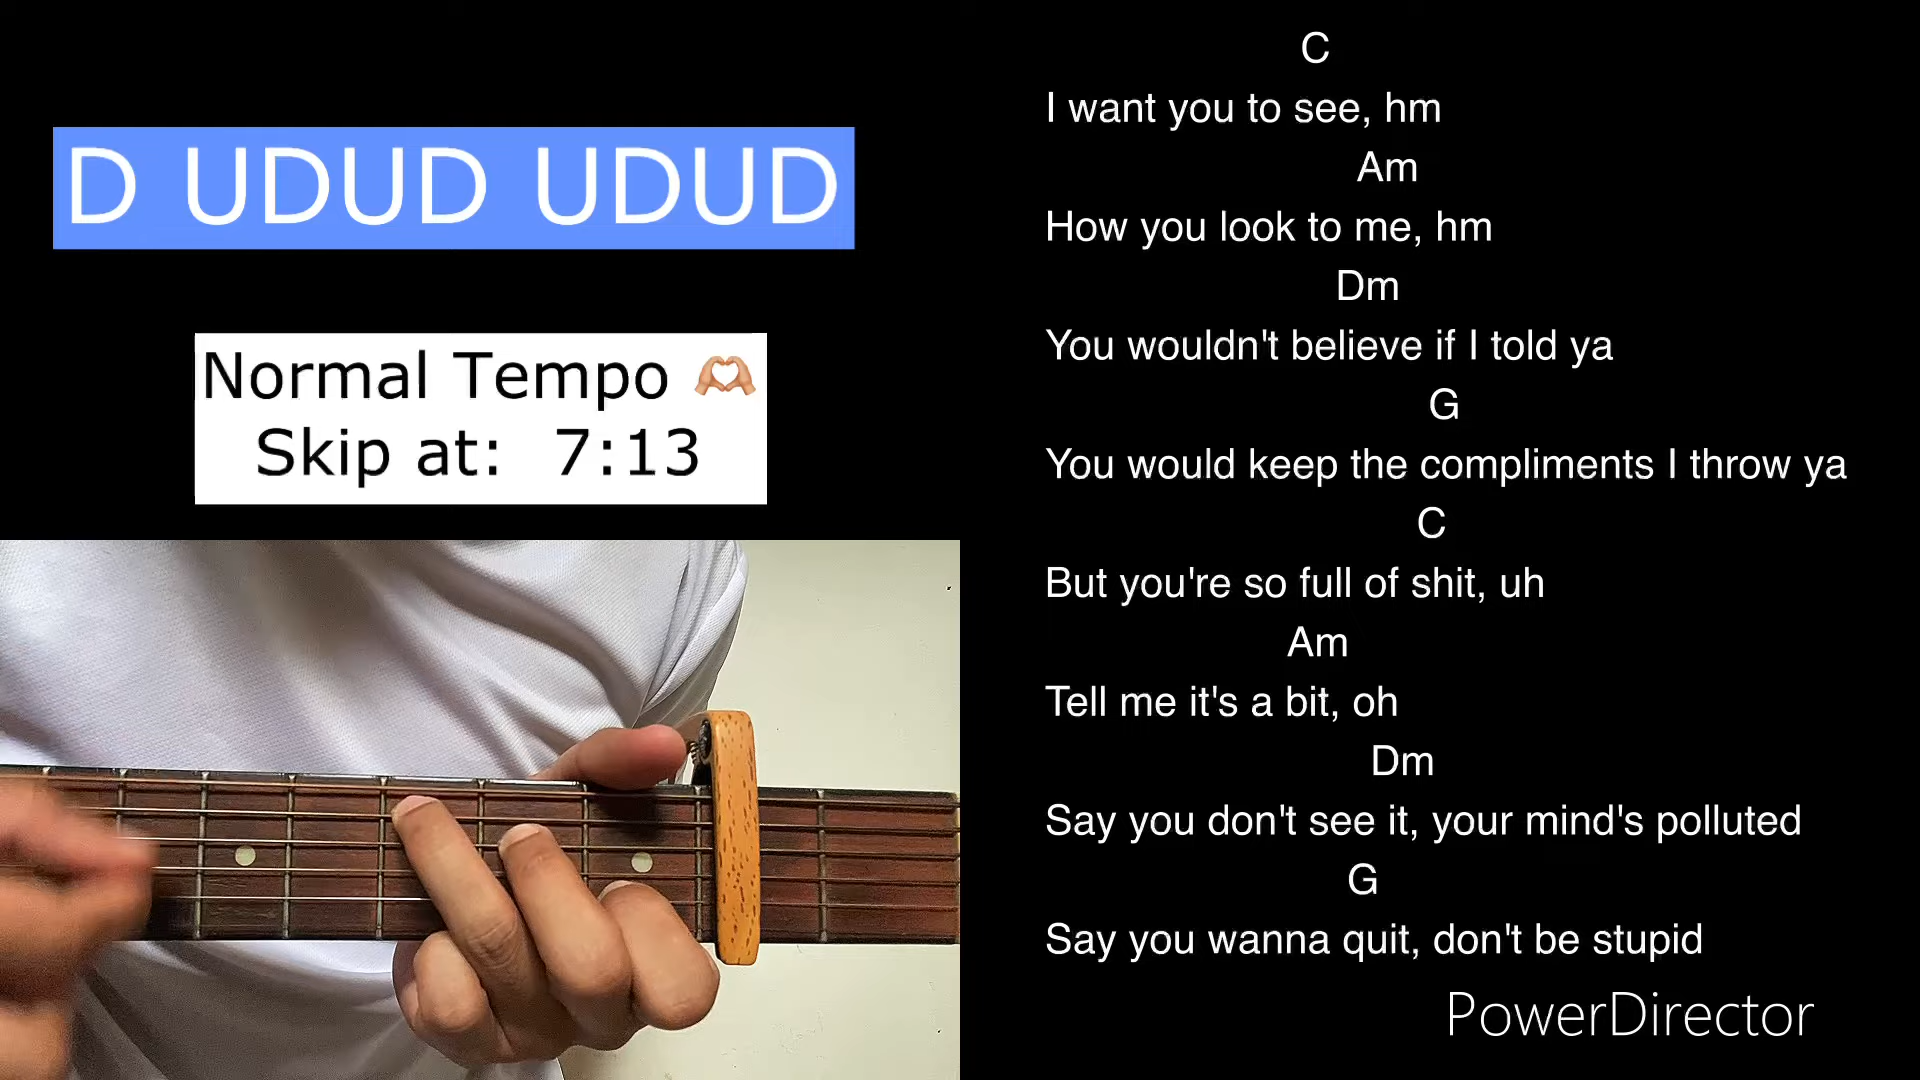 D UDUD UDUD
Normal Tempo 🫶🏼
Skip at: 7:13
C
I want you to see, hm
Am
How you look to me, hm
Dm
You wouldn't believe if I told ya
G
You would keep the compliments I throw ya
C
But you're so full of shit, uh
Am
Tell me it's a bit, oh
Dm
Say you don't see it, your mind's polluted
G
Say you wanna quit, don't be stupid
PowerDirector